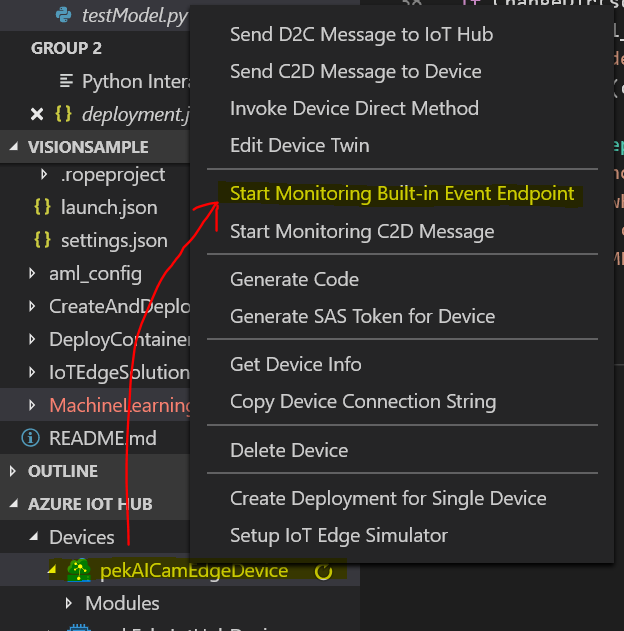 testModel.py
GROUP 2
Python Inter
deployment.j
VISIONSAMPLE
.ropeproject
launch.json
settings.json
aml_config
CreateAndDeplo
DeployContainer
IoTEdgeSolution
MachineLearning
README.md
OUTLINE
AZURE IOT HUB
Devices
pekAICamEdgeDevice
Modules
Send D2C Message to IoT Hub
Send C2D Message to Device
Invoke Device Direct Method
Edit Device Twin
Start Monitoring Built-in Event Endpoint
Start Monitoring C2D Message
Generate Code
Generate SAS Token for Device
Get Device Info
Copy Device Connection String
Delete Device
Create Deployment for Single Device
Setup IoT Edge Simulator